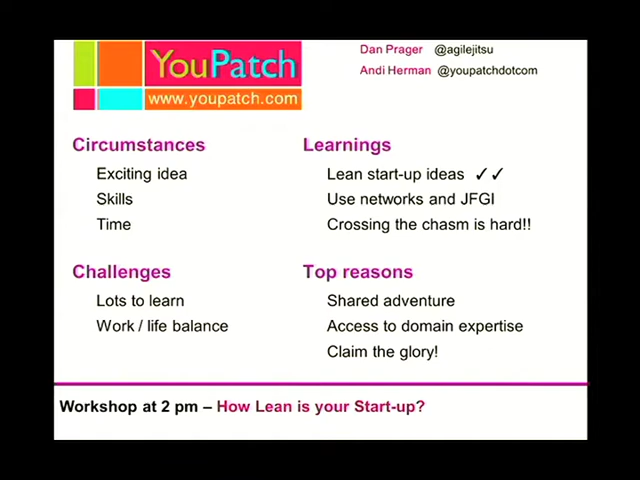 YouPatch
www.youpatch.com
Dan Prager @agilejitsu
Andi Herman @youpatchdotcom
Circumstances
Exciting idea
Skills
Time
Learnings
Lean start-up ideas ✓✓
Use networks and JFGI
Crossing the chasm is hard!!
Challenges
Lots to learn
Work / life balance
Top reasons
Shared adventure
Access to domain expertise
Claim the glory!
Workshop at 2 pm – How Lean is your Start-up?